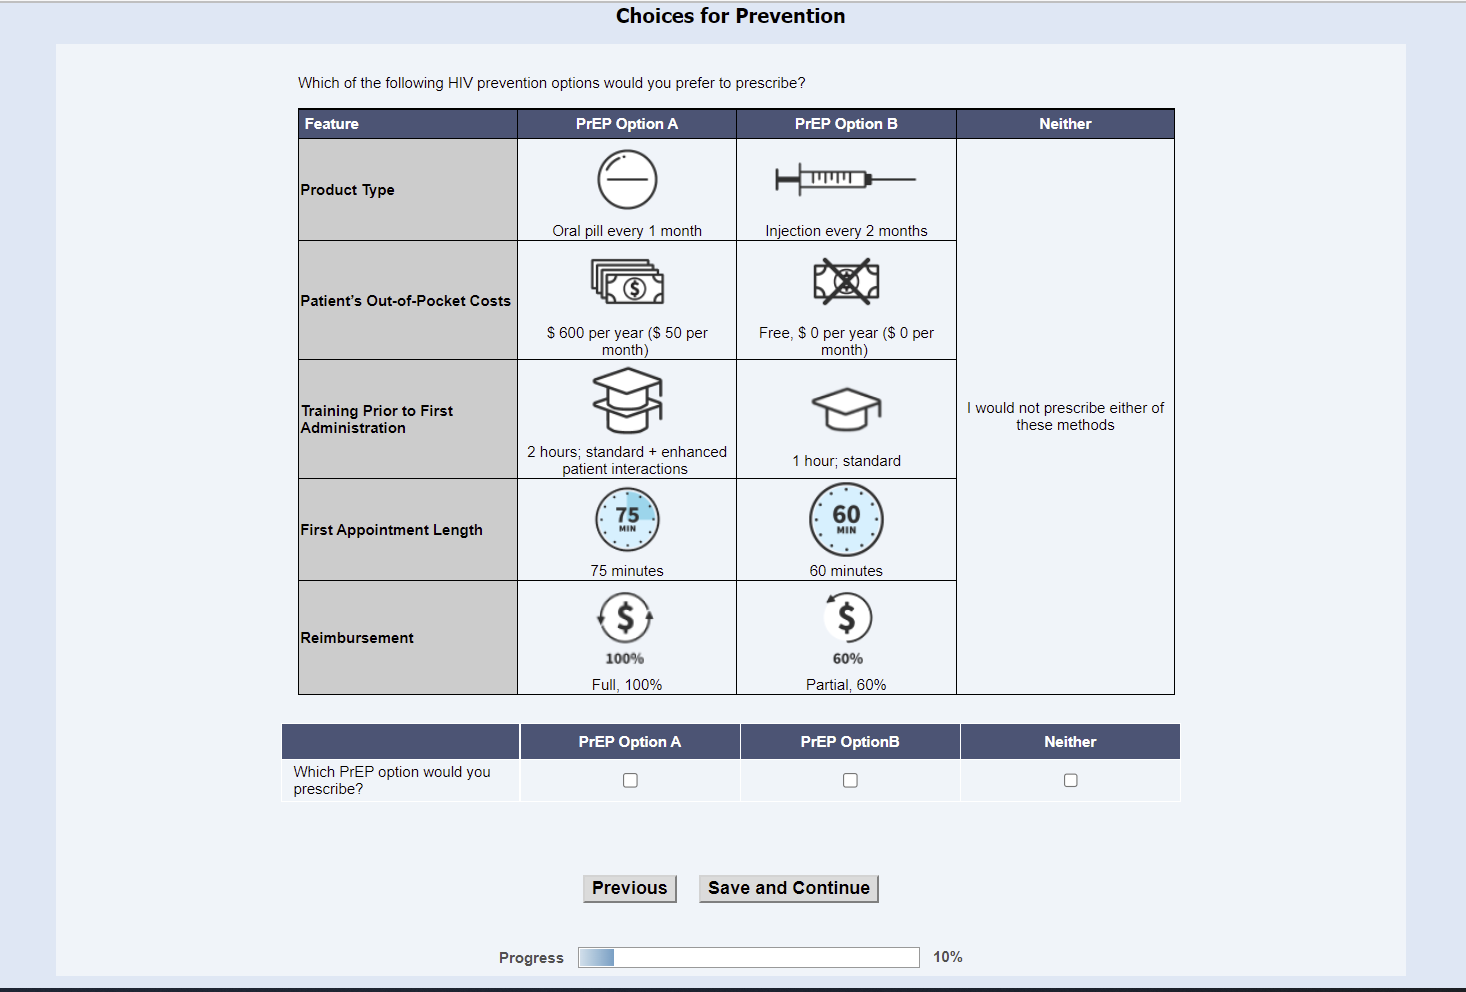 Choices for Prevention
Which of the following HIV prevention options would you prefer to prescribe?
Feature
PrEP Option A
PrEP Option B
Neither
Product Type
Oral pill every 1 month
Injection every 2 months
Patient's Out-of-Pocket Costs
$
$ 600 per year ($ 50 per
month)
Free, $ 0 per year ($ 0 per
month)
Training Prior to First
Administration
2 hours; standard + enhanced
patient interactions
1 hour; standard
I would not prescribe either of
these methods
First Appointment Length
75
MIN
75 minutes
60
MIN
60 minutes
Reimbursement
$
100%
Full, 100%
$
60%
Partial, 60%
PrEP Option A
PrEP OptionB
Neither
Which PrEP option would you
prescribe?
Previous
Save and Continue
Progress
10%